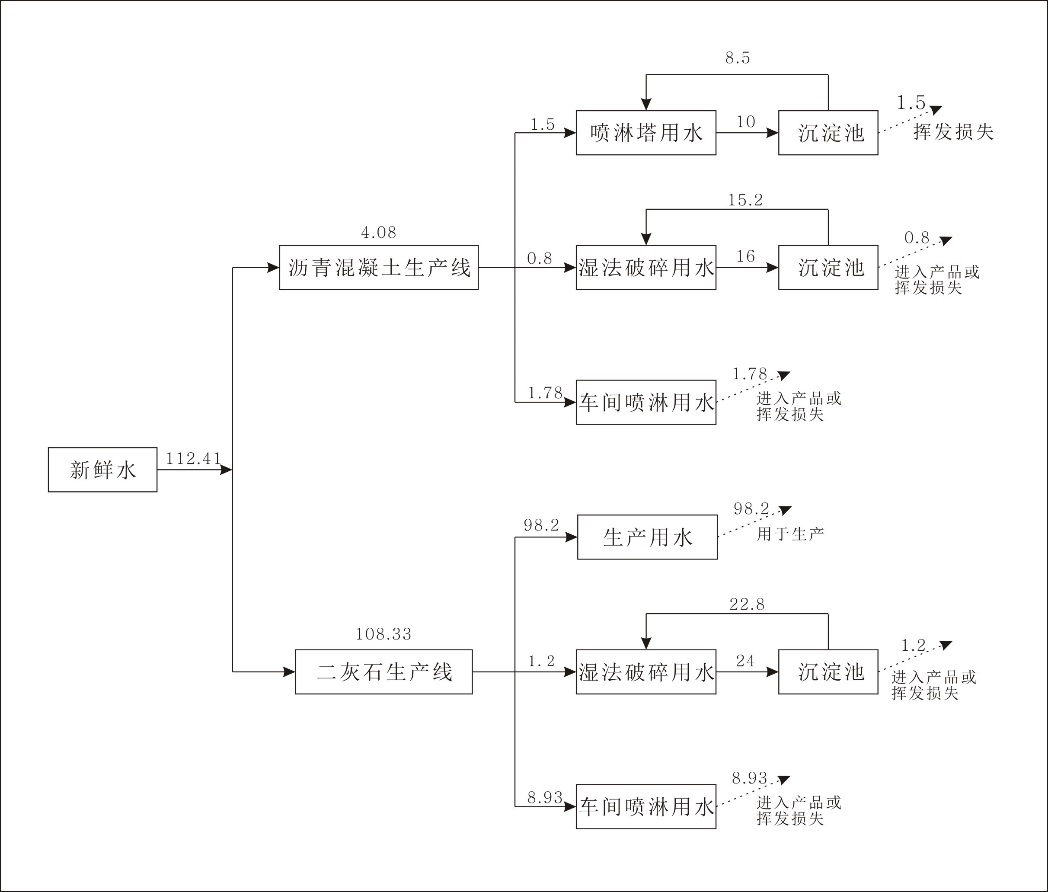 8.5
1.5
喷淋塔用水
10
沉淀池
1.5
挥发损失
15.2
4.08
沥青混凝土生产线
0.8
湿法破碎用水
16
沉淀池
0.8
进入产品或
挥发损失
1.78
车间喷淋用水
1.78
进入产品或
挥发损失
新鲜水
112.41
98.2
生产用水
98.2
用于生产
22.8
108.33
二灰石生产线
1.2
湿法破碎用水
24
沉淀池
1.2
进入产品或
挥发损失
8.93
车间喷淋用水
8.93
进入产品或
挥发损失